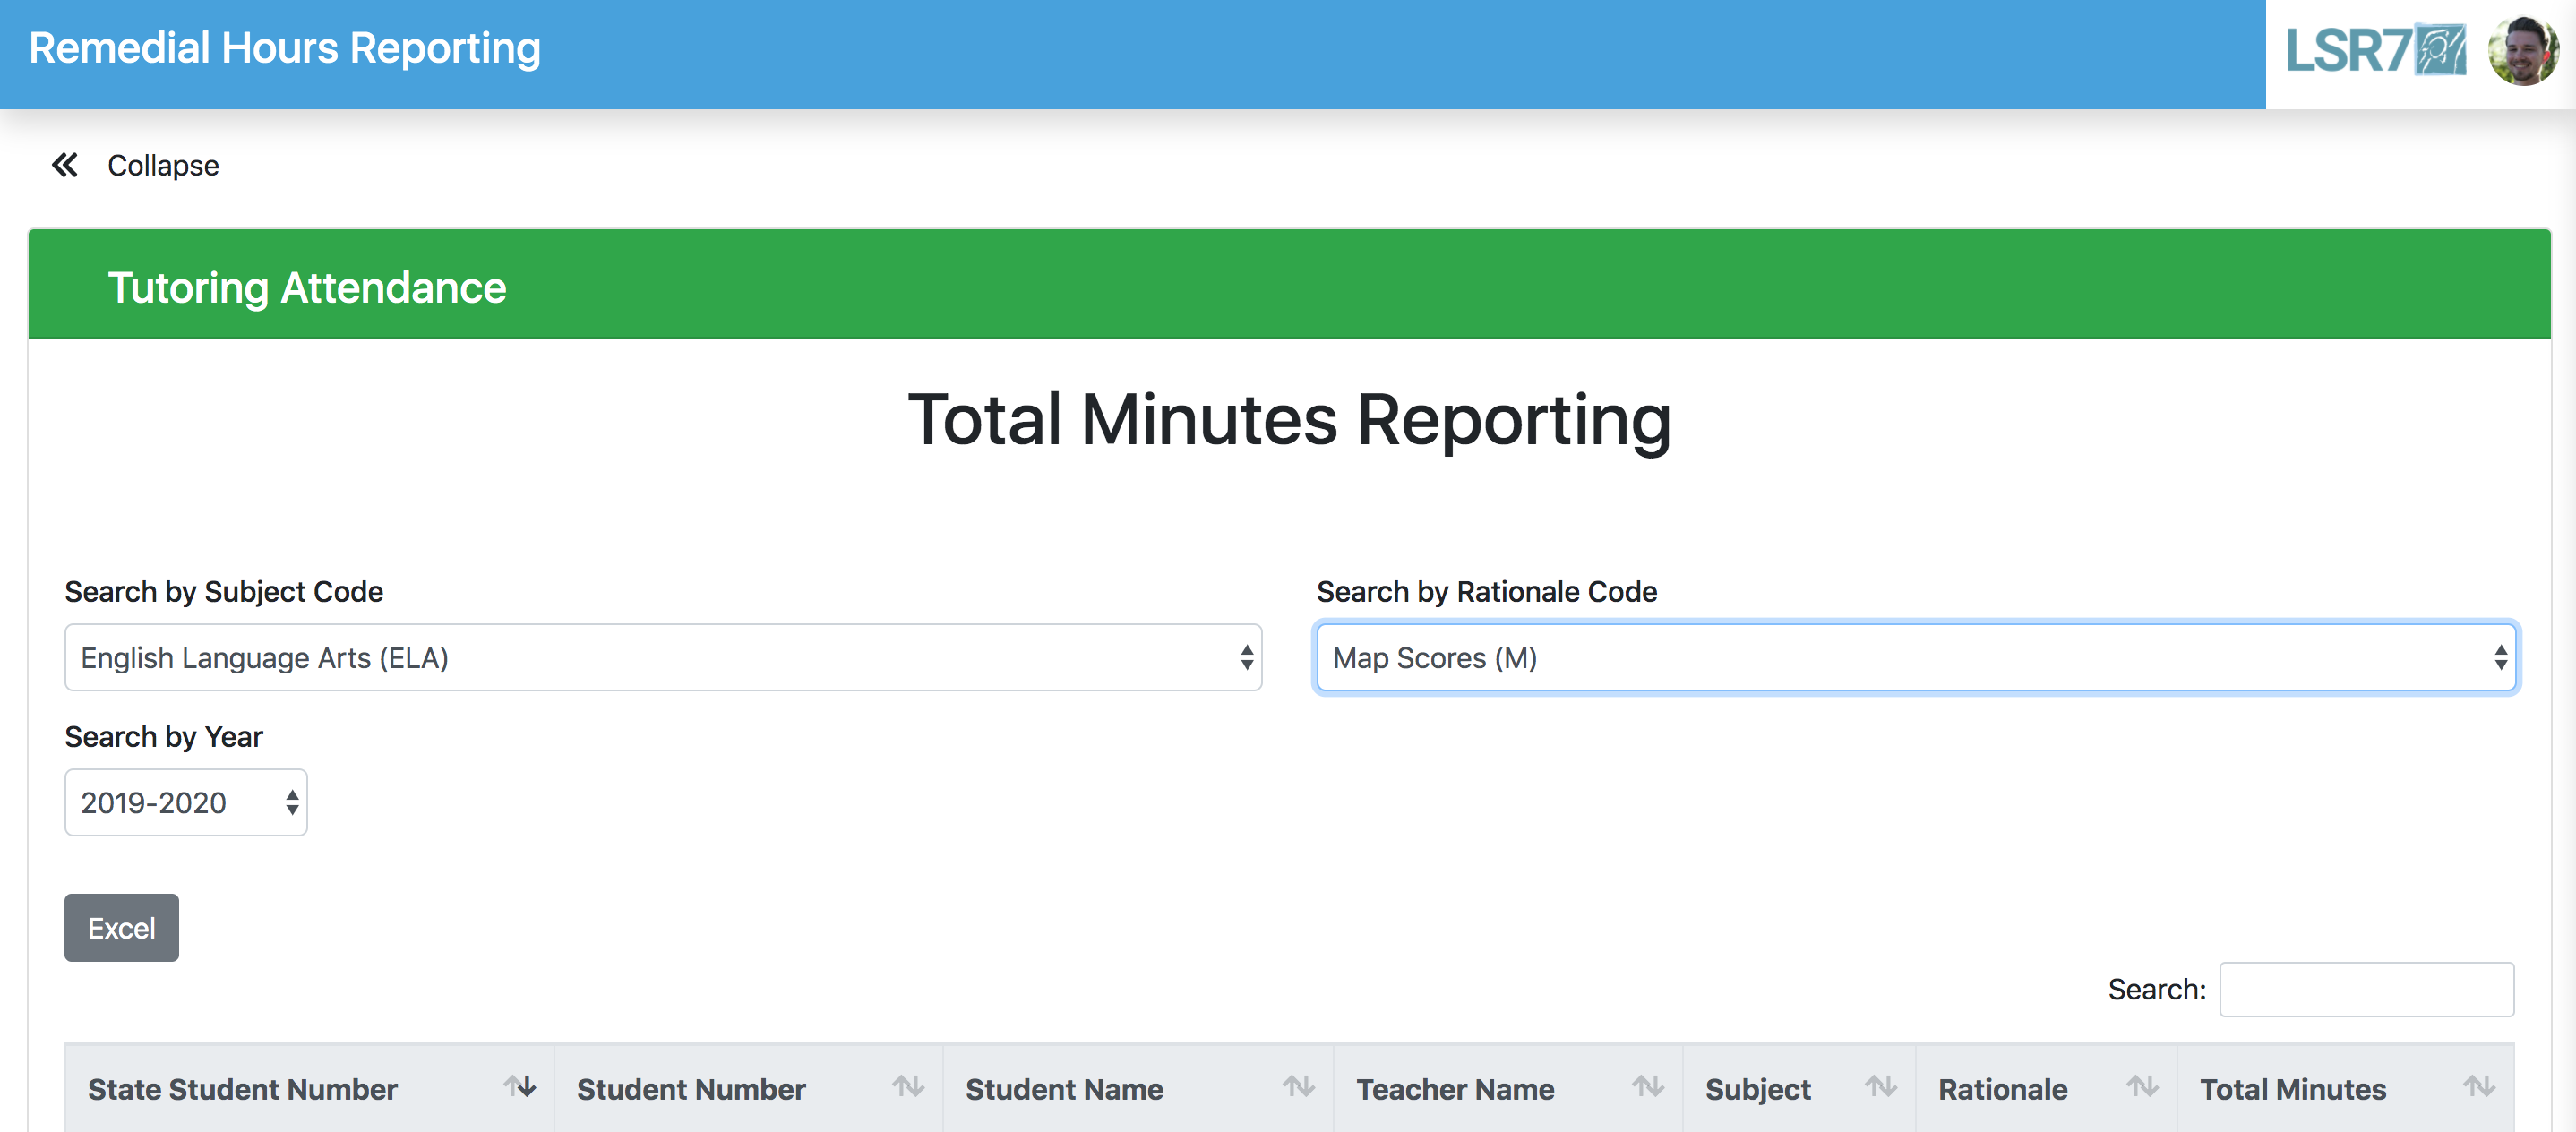 Remedial Hours Reporting
LSR7
Collapse
Tutoring Attendance
Total Minutes Reporting
Search by Subject Code
Search by Rationale Code
English Language Arts (ELA)
Map Scores (M)
Search by Year
2019-2020
Excel
Search:
State Student Number Student Number Student Name Teacher Name Subject Rationale Total Minutes